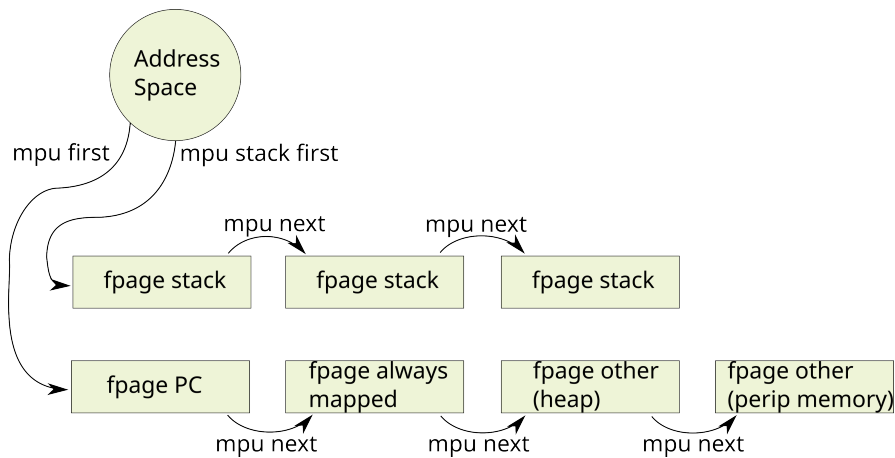 Address
Space
mpu first
mpu stack first
mpu next
mpu next
fpage stack
fpage stack
fpage stack
fpage PC
fpage always
mapped
fpage other
(heap)
fpage other
(perip memory)
mpu next
mpu next
mpu next